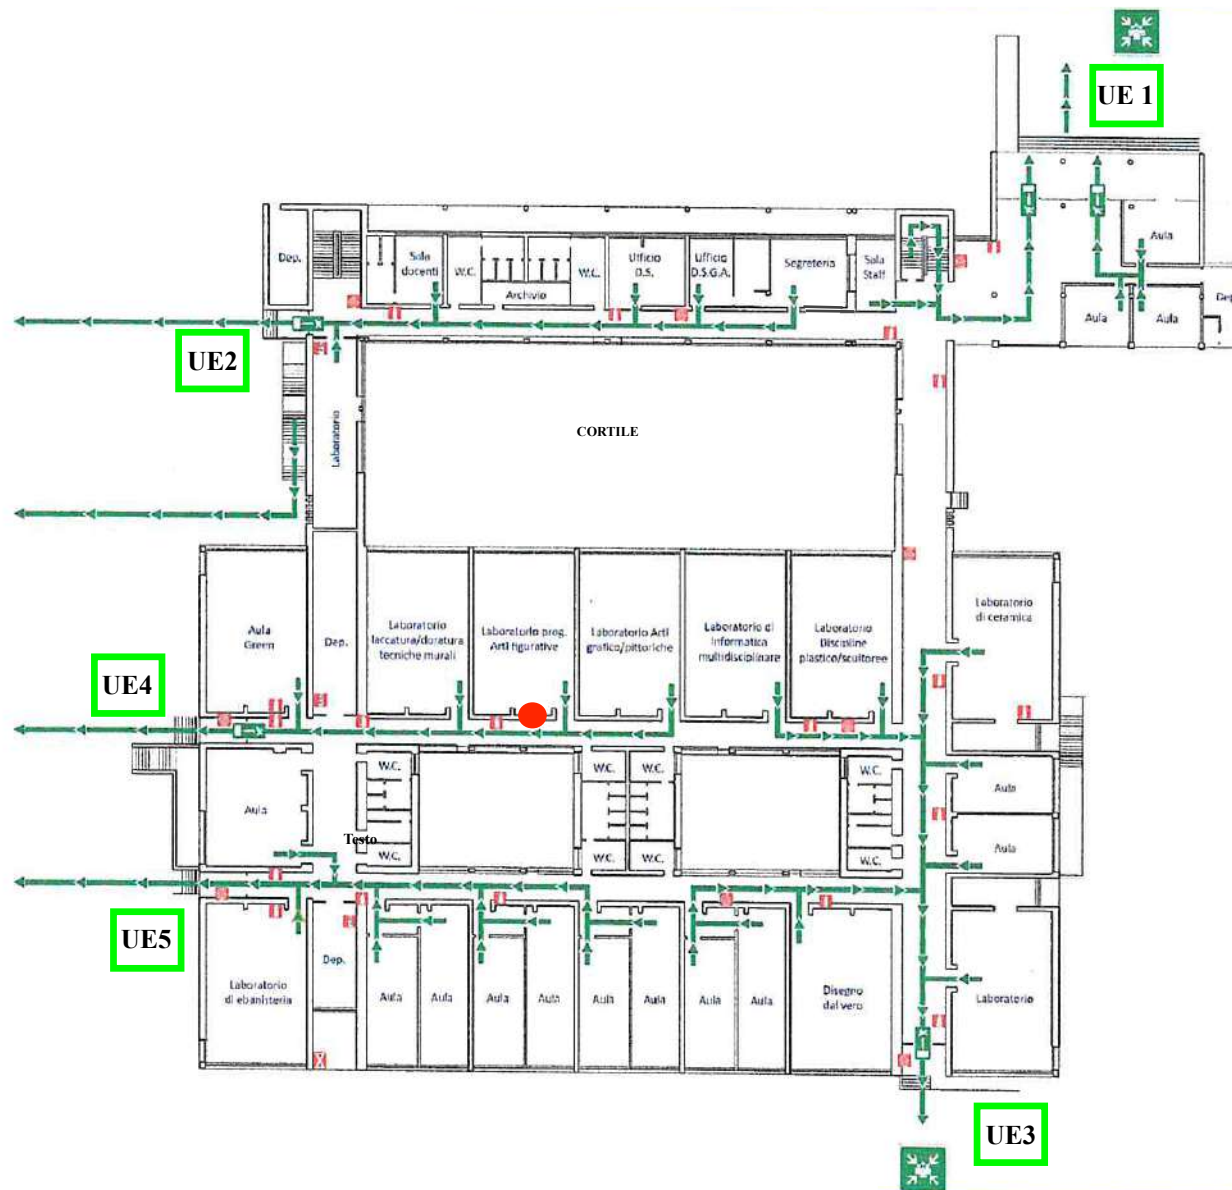 UE 1
Aula
Aula
Aula
Dep
Dep.
Sala
docenti
W.C.
Archivio
W.C.
Ufficio
D.S.
Ufficio
D.S.G.A.
Segreteria
Sala
Staff
UE2
Laboratorio
CORTILE
Aula
Green
Dep.
Laboratorio
laccatura/doratura
tecniche murali
Laboratorio prog.
Arti figurative
Laboratorio Arti
grafico/pittoriche
Laboratorio di
informatica
multidisciplinare
Laboratorio
Discipline
plastico/scultoree
Laboratorio
di ceramica
UE4
Aula
W.C.
Testo
W.C.
W.C.
W.C.
W.C.
W.C.
W.C.
W.C.
Aula
Aula
UE5
Laboratorio
di ebanisteria
Dep.
Aula
Aula
Aula
Aula
Aula
Aula
Aula
Aula
Disegno
dal vero
Laboratorio
UE3